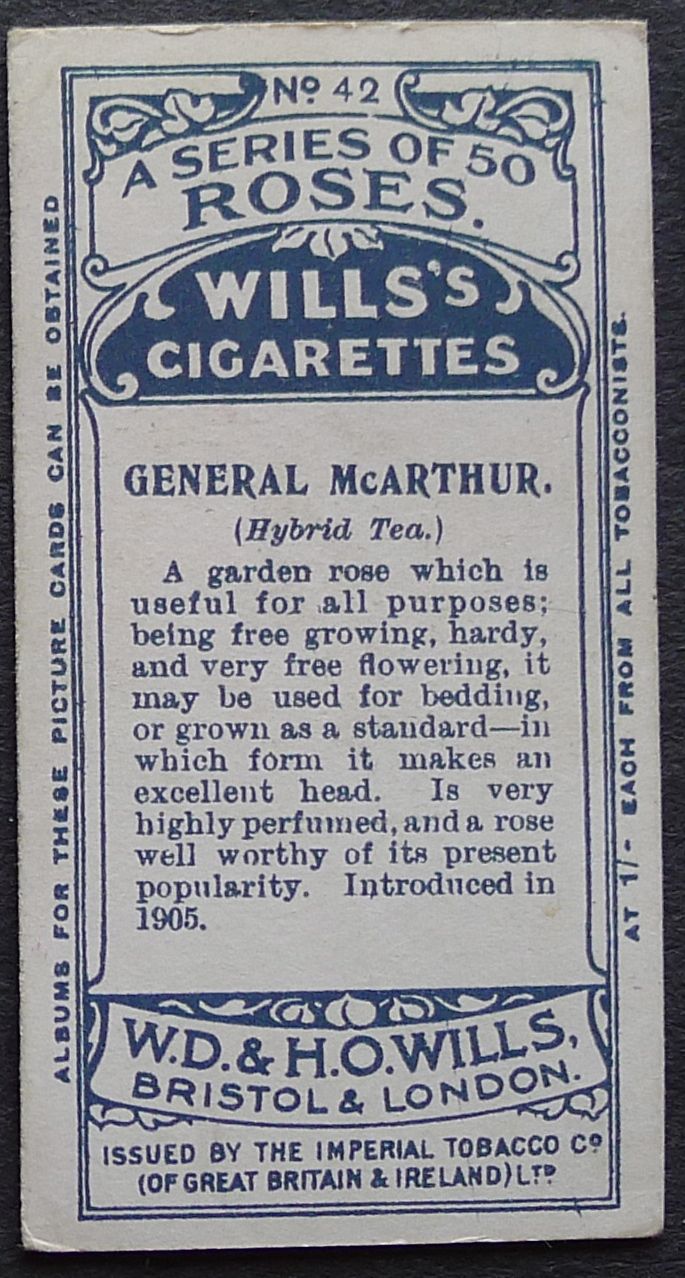 Nº 42
A SERIES OF 50
ROSES.
WILLS'S
CIGARETTES
GENERAL McARTHUR.
(Hybrid Tea.)
A garden rose which is
useful for all purposes;
being free growing, hardy,
and very free flowering, it
may be used for bedding,
or grown as a standard—in
which form it makes an
excellent head. Is very
highly perfumed, and a rose
well worthy of its present
popularity. Introduced in
1905.
W.D. & H.O. WILLS,
BRISTOL & LONDON.
ISSUED BY THE IMPERIAL TOBACCO Cº
(OF GREAT BRITAIN & IRELAND) LTD
ALBUMS FOR THESE PICTURE CARDS CAN BE OBTAINED
AT 1/- EACH FROM ALL TOBACCONISTS.